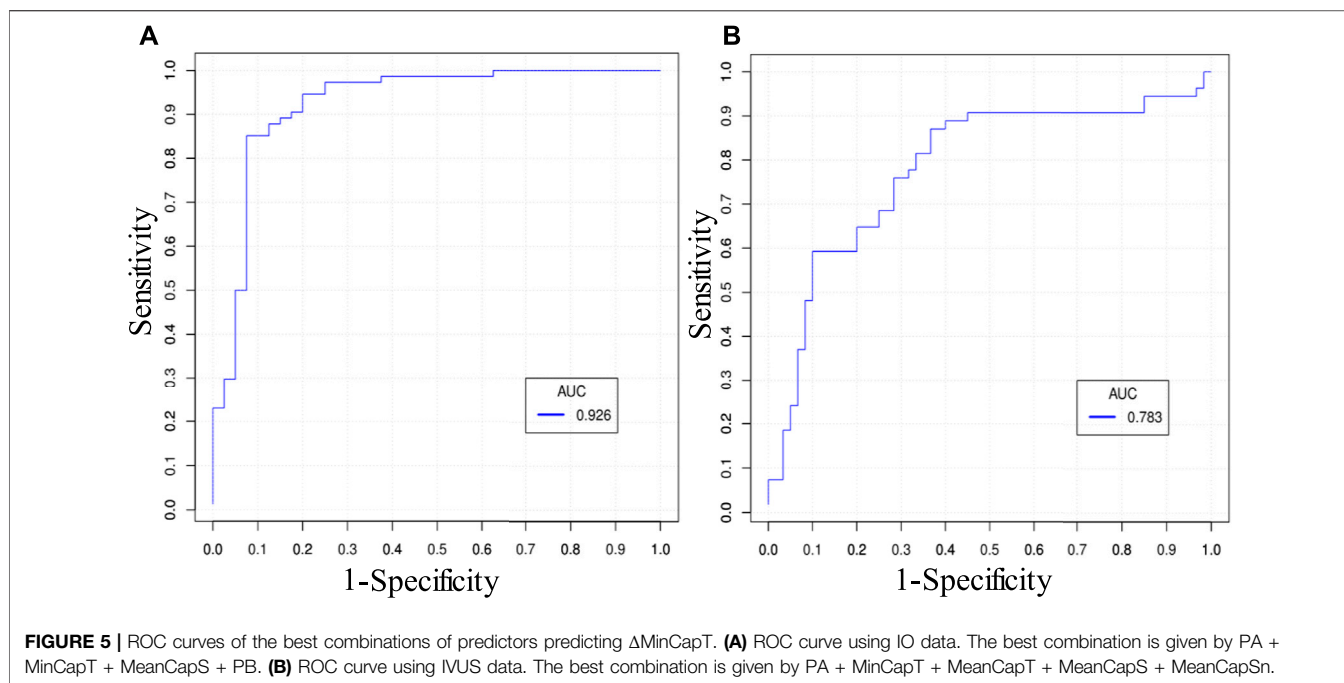 A
1.0
0.9
0.8
0.7
0.6
0.5
0.4
0.3
0.2
0.1
0.0
Sensitivity
AUC
0.926
0.0 0.1 0.2 0.3 0.4 0.5 0.6 0.7 0.8 0.9 1.0
1-Specificity
B
1.0
0.9
0.8
0.7
0.6
0.5
0.4
0.3
0.2
0.1
0.0
Sensitivity
AUC
0.783
0.0 0.1 0.2 0.3 0.4 0.5 0.6 0.7 0.8 0.9 1.0
1-Specificity
FIGURE 5 | ROC curves of the best combinations of predictors predicting ΔMinCapT. (A) ROC curve using IO data. The best combination is given by PA +
MinCapT + MeanCapS + PB. (B) ROC curve using IVUS data. The best combination is given by PA + MinCapT + MeanCapT + MeanCapS + MeanCapSn.